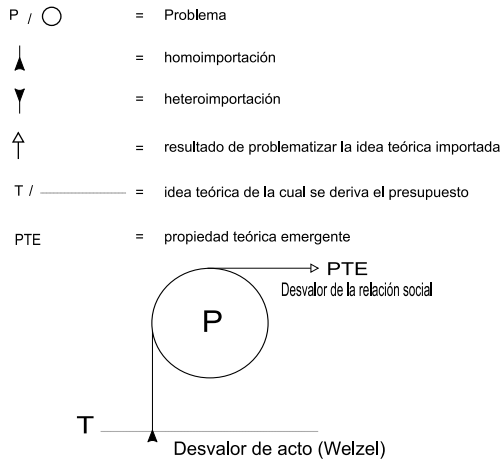 P / = Problema
= homoimportación
= heteroimportación
= resultado de problematizar la idea teórica importada
T / = idea teórica de la cual se deriva el presupuesto
PTE = propiedad teórica emergente
PTE
Desvalor de la relación social
P
T
Desvalor de acto (Welzel)